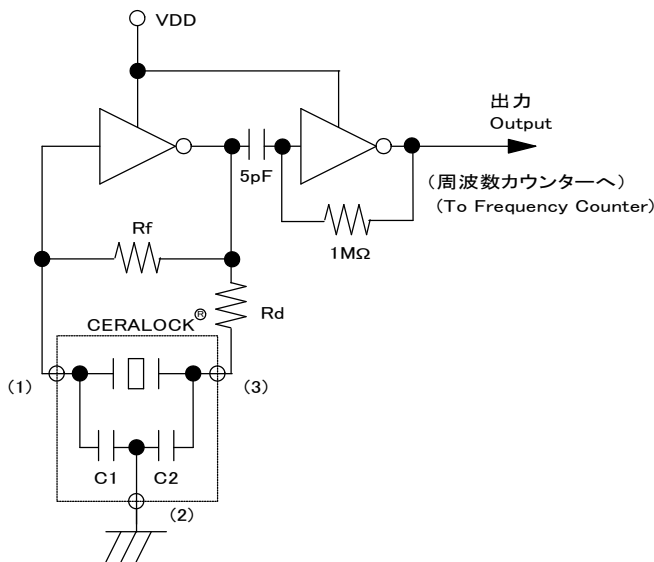 VDD
出力
Output
5pF
(周波数カウンターへ)
(To Frequency Counter)
Rf
1MΩ
Rd
CERALOCK®
(1)
(3)
C1
C2
(2)